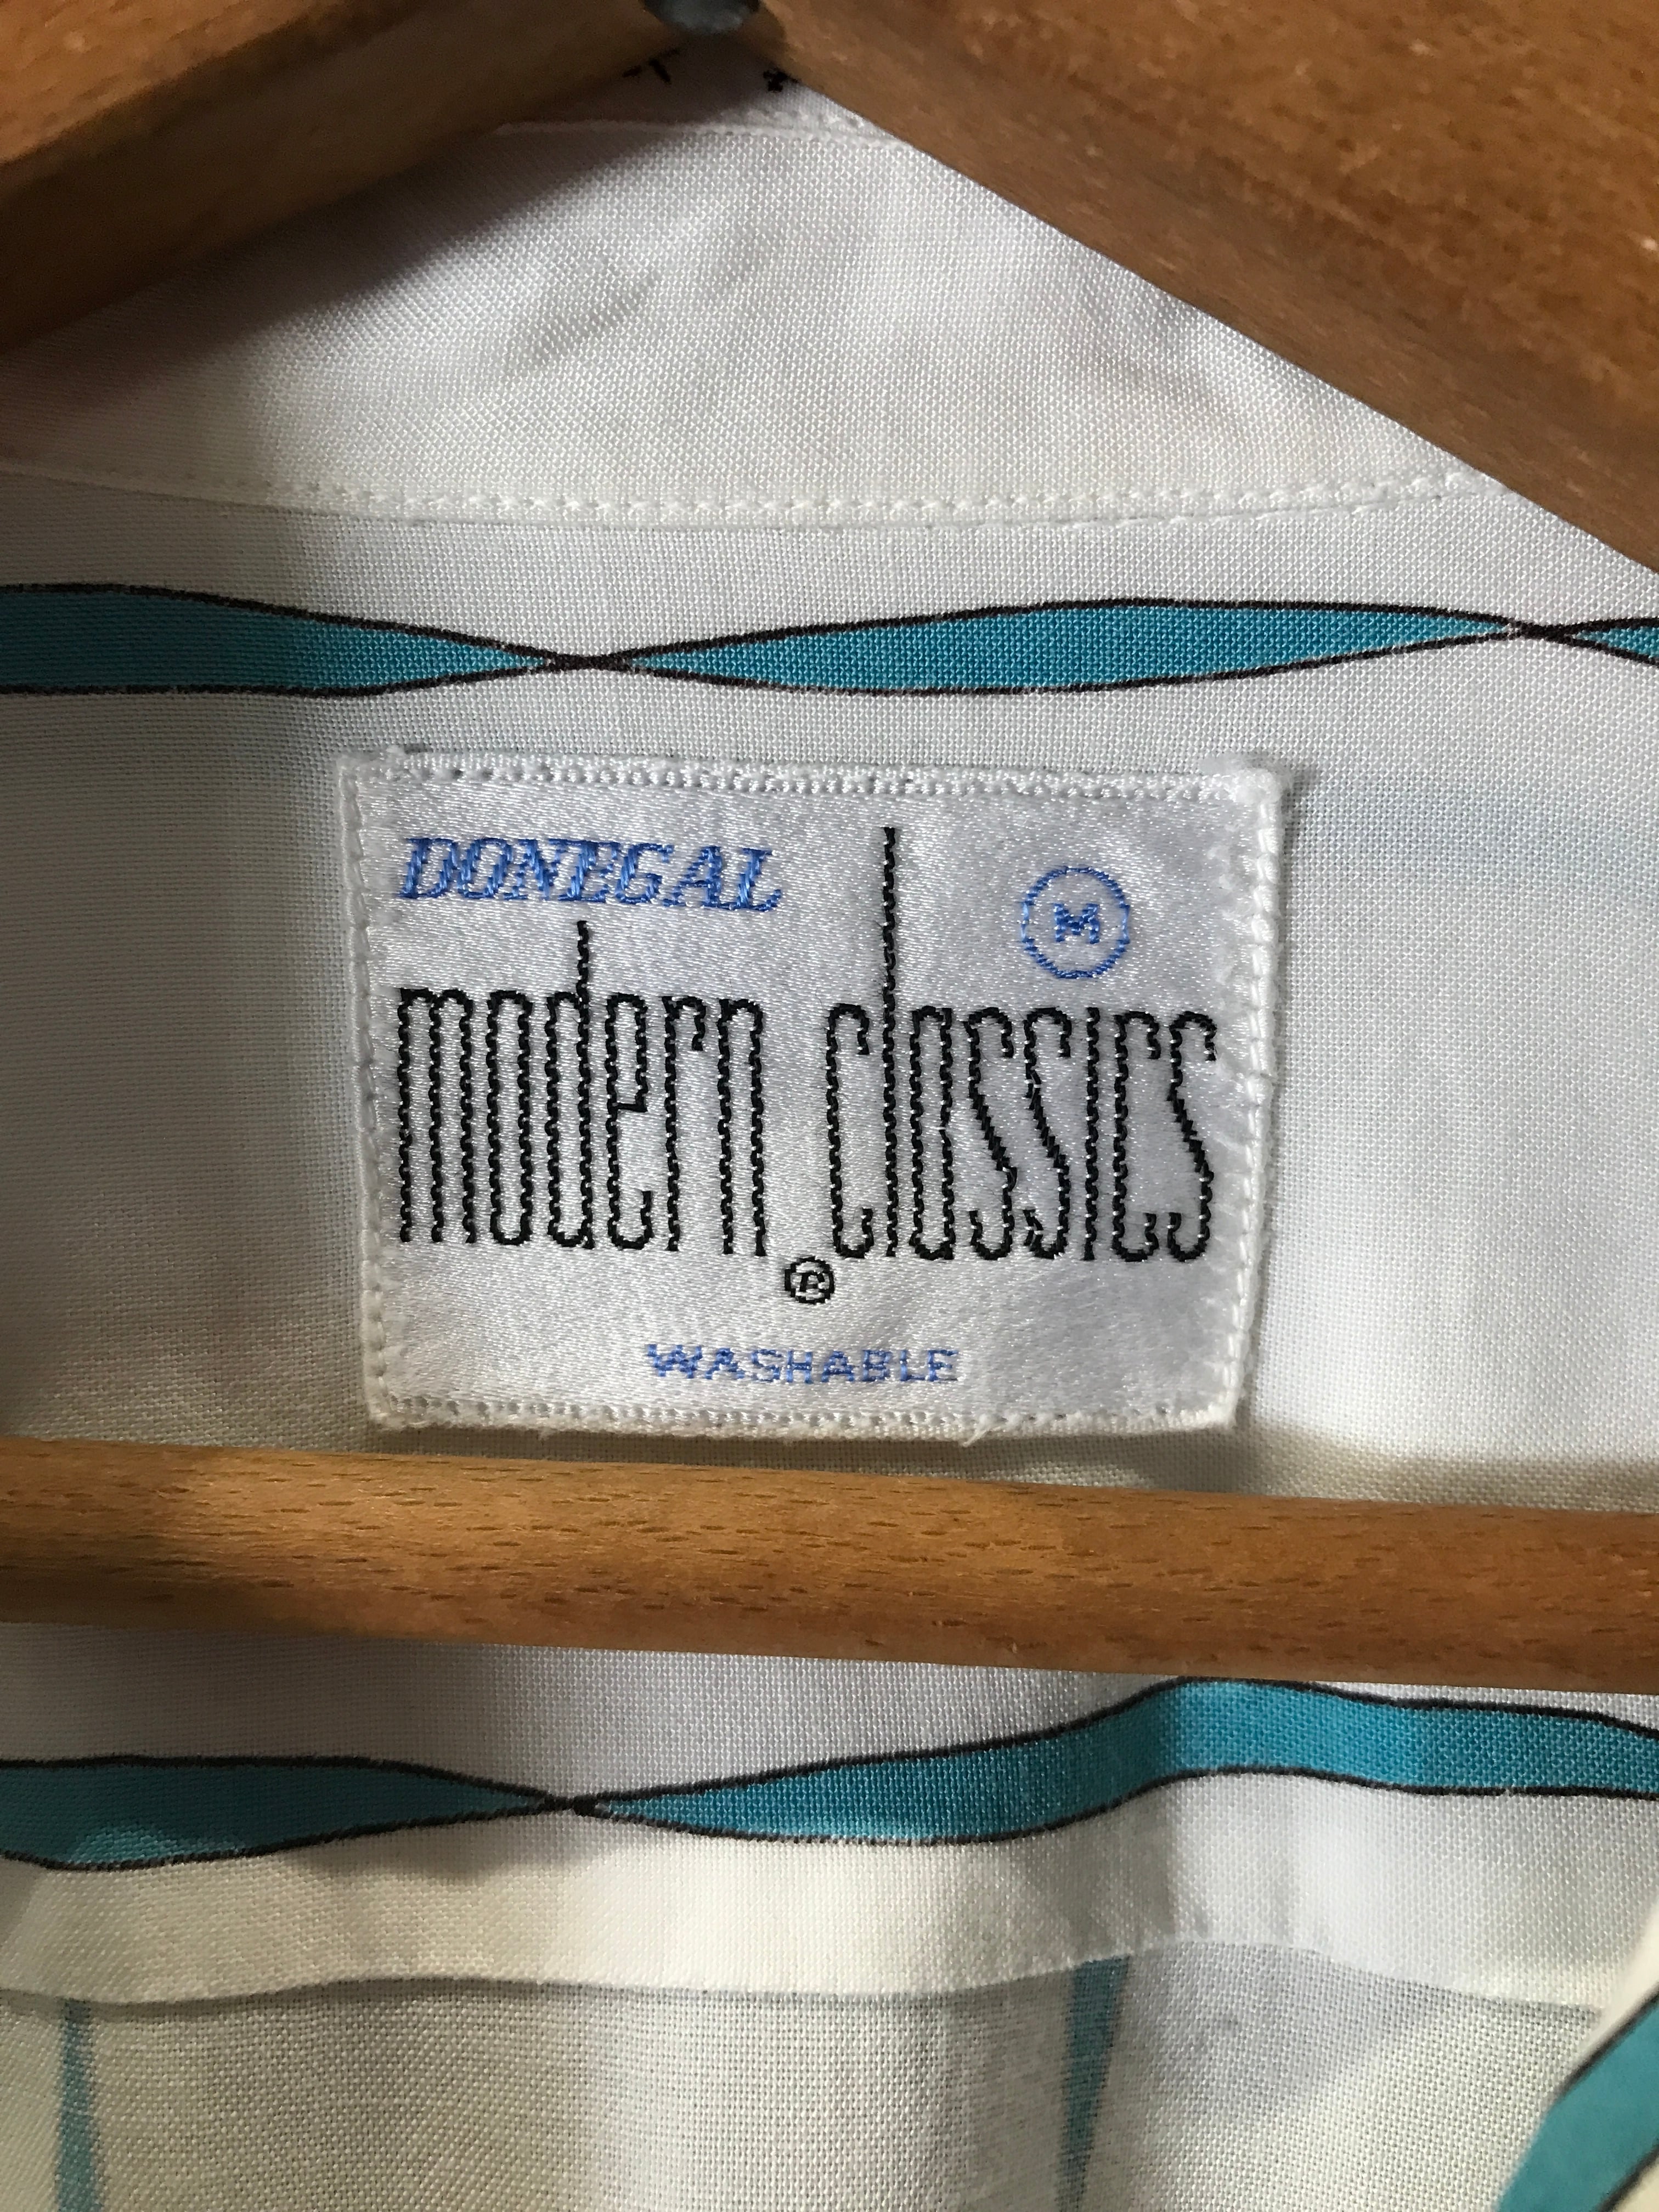 DONEGAL
M
modern classics
®
WASHABLE